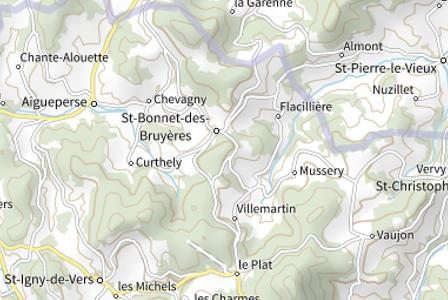 la Garenne
Almont
Chante-Alouette
St-Pierre-le-Vieux
Nuzillet
Aigueperse
Chevagny
Flacillière
St-Bonnet-des-
Bruyères
Curthely
Mussery
Vervy
St-Christoph
ers
Villemartin
Vaujon
le Plat
St-Igny-de-Vers
les Michels
les Charmes